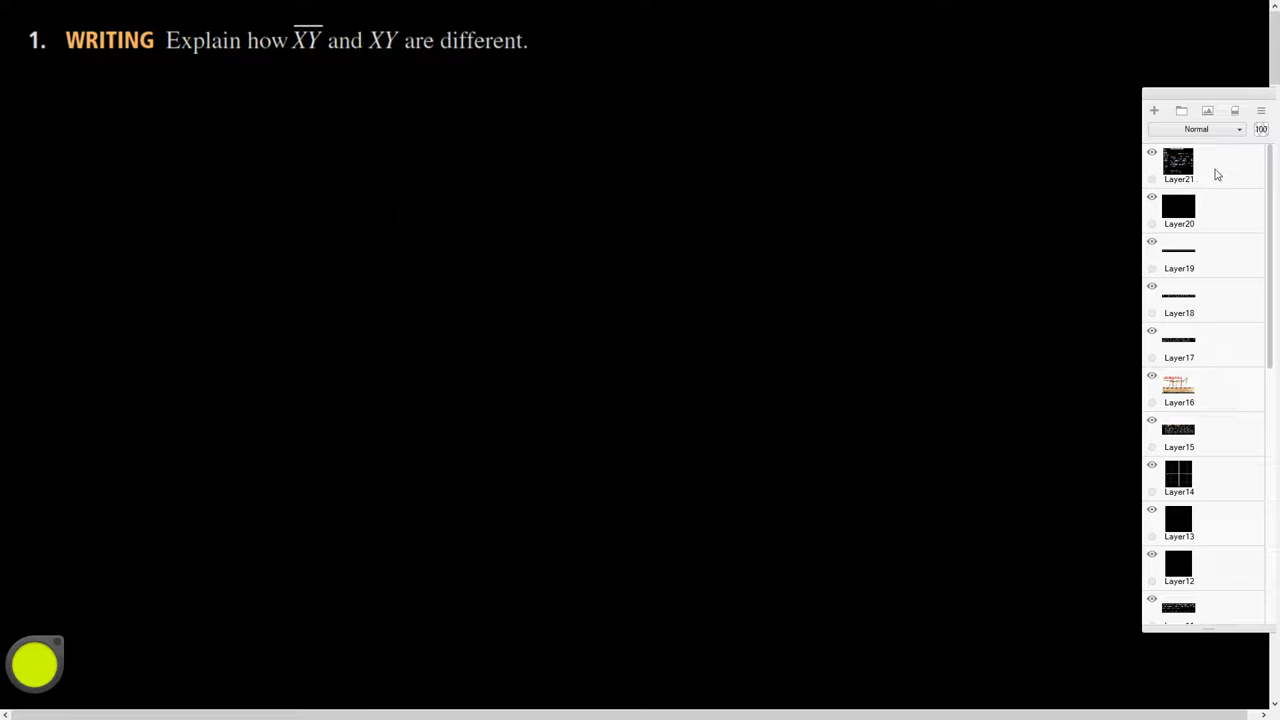 1. WRITING Explain how X̅Y̅ and XY are different.
Normal 100
Layer21
Layer20
Layer19
Layer18
Layer17
Layer16
Layer15
Layer14
Layer13
Layer12